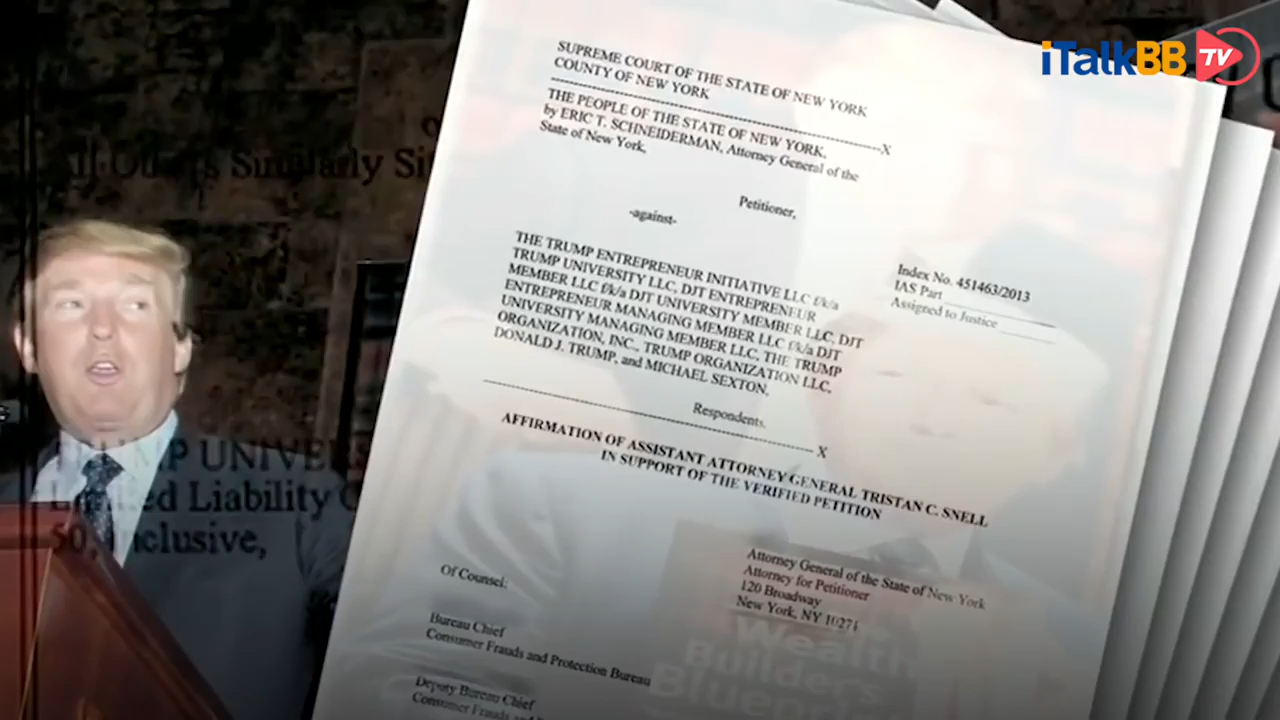 iTalkBB TV
SUPREME COURT OF THE STATE OF NEW YORK
COUNTY OF NEW YORK
THE PEOPLE OF THE STATE OF NEW YORK,
by ERIC T. SCHNEIDERMAN, Attorney General of the
State of New York,
Petitioner,
-against-
THE TRUMP ENTREPRENEUR INITIATIVE LLC f/k/a
TRUMP UNIVERSITY LLC, DJT ENTREPRENEUR
MEMBER LLC f/k/a DJT UNIVERSITY MEMBER LLC, DJT
ENTREPRENEUR MANAGING MEMBER LLC f/k/a DJT
UNIVERSITY MANAGING MEMBER LLC, THE TRUMP
ORGANIZATION, INC., TRUMP ORGANIZATION LLC,
DONALD J. TRUMP, and MICHAEL SEXTON,
Respondents.
X
X
Index No. 451463/2013
IAS Part
Assigned to Justice
AFFIRMATION OF ASSISTANT ATTORNEY GENERAL TRISTAN C. SNELL
IN SUPPORT OF THE VERIFIED PETITION
Attorney General of the State of New York
Attorney for Petitioner
120 Broadway
New York, NY 10271
Of Counsel:
Bureau Chief
Consumer Frauds and Protection Bureau
Deputy Bureau Chief
Consumer Frauds
Similarly
Liability
50, inclusive,
Wealth
Builders
Blueprint